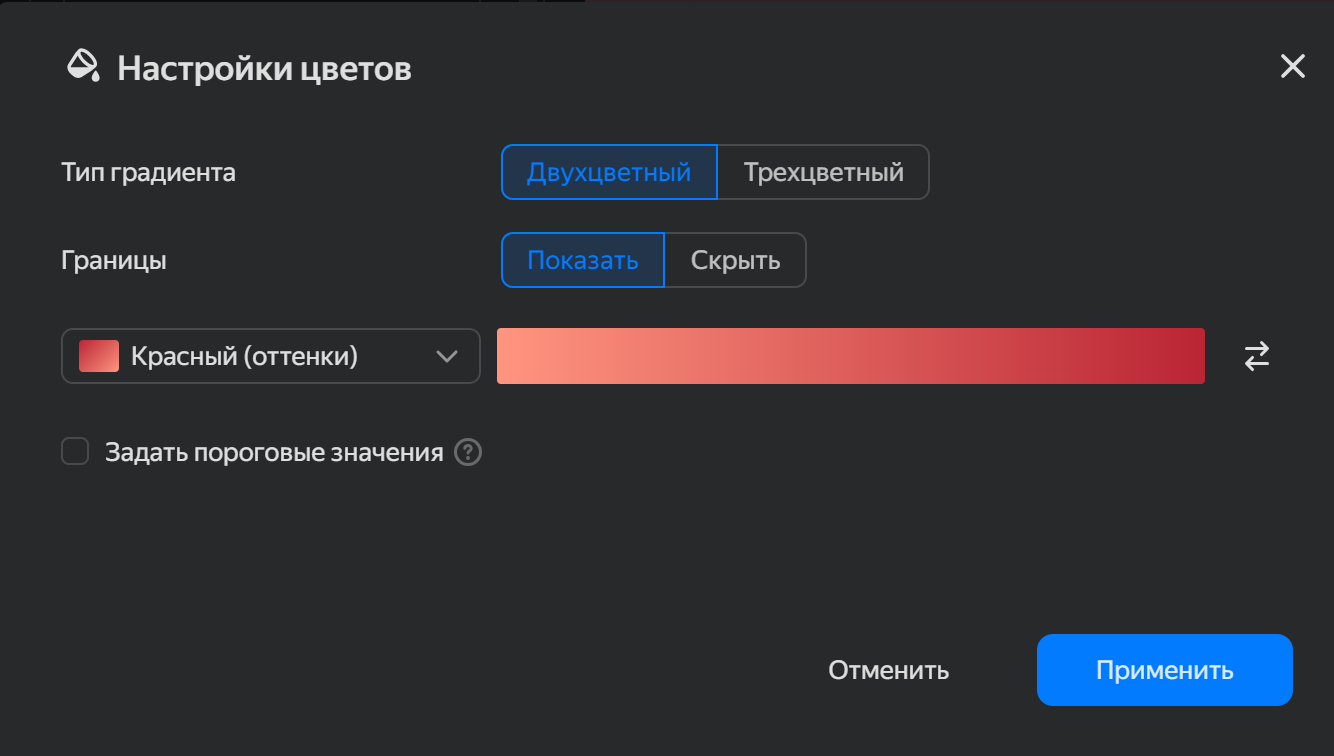 Настройки цветов
Тип градиента
Двухцветный
Трехцветный
Границы
Показать
Скрыть
Красный (оттенки)
Задать пороговые значения
?
Отменить
Применить